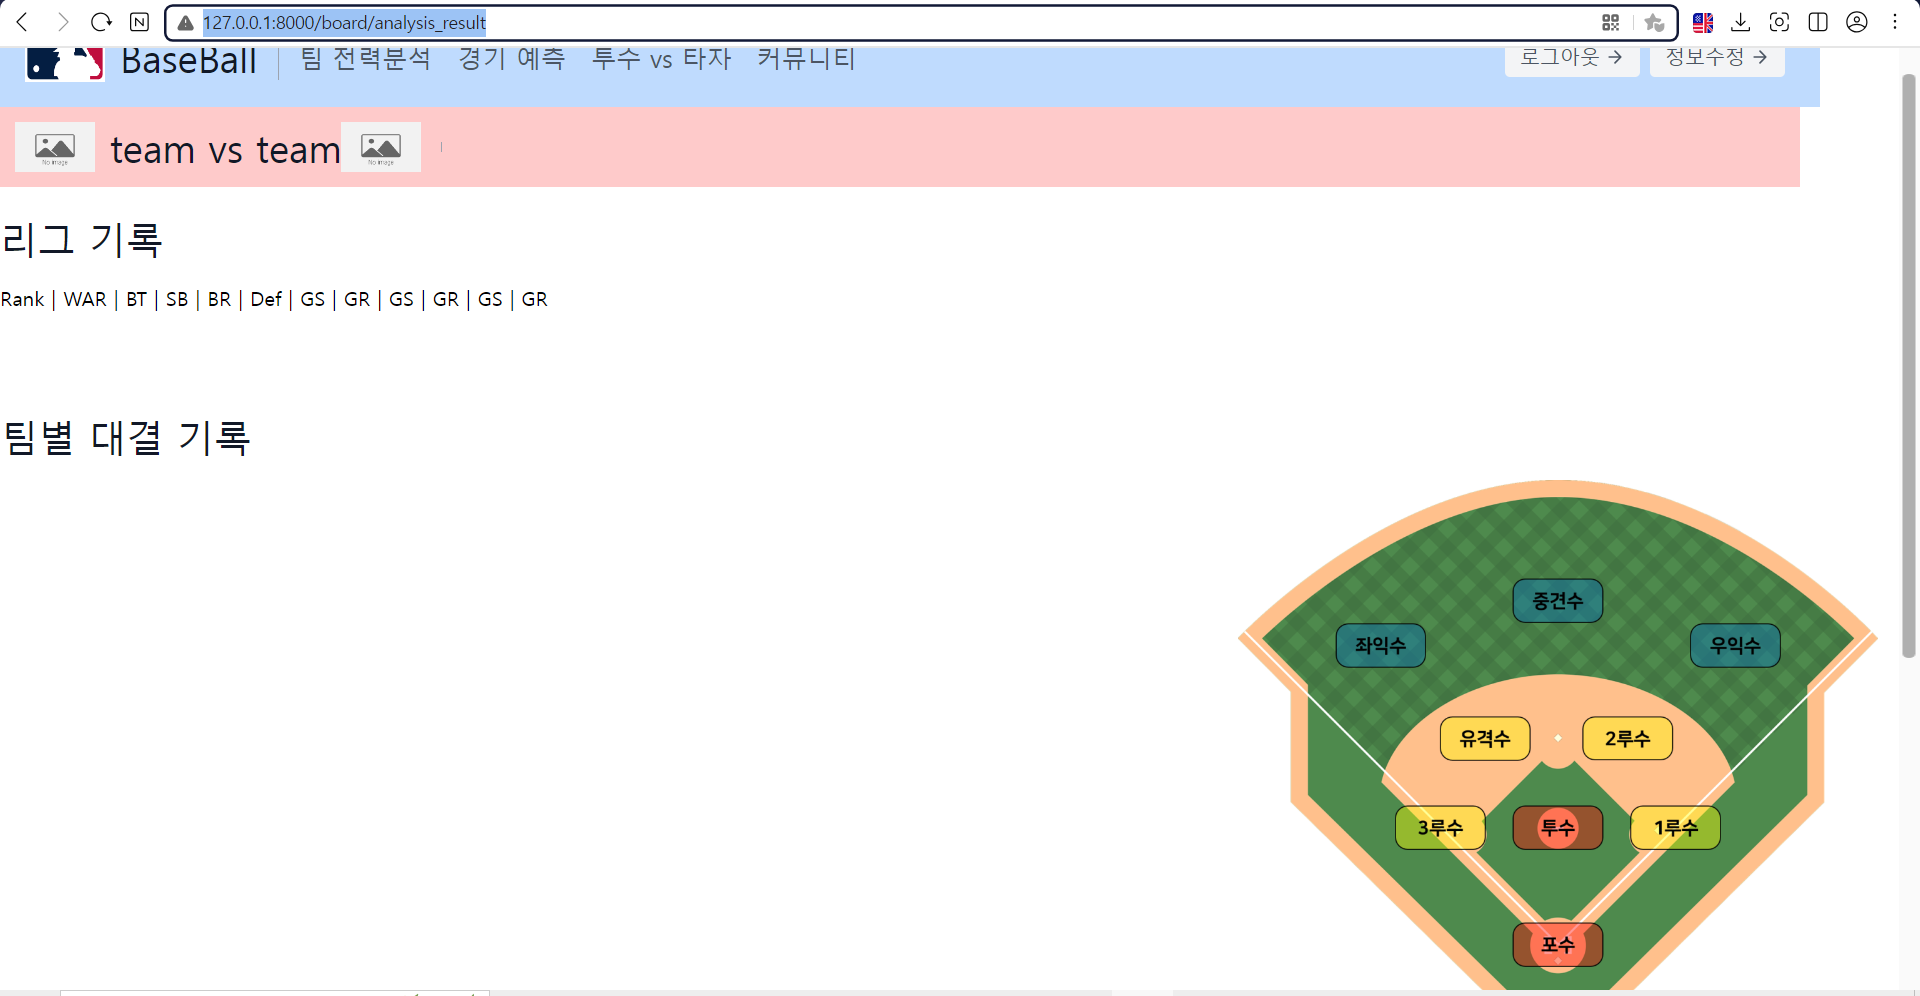 127.0.0.1:8000/board/analysis_result
BaseBall 팀 전력분석 경기 예측 투수 vs 타자 커뮤니티 로그아웃 → 정보수정 →
No image team vs team No image
리그 기록
Rank | WAR | BT | SB | BR | Def | GS | GR | GS | GR | GS | GR
팀별 대결 기록
중견수
좌익수 우익수
유격수 2루수
3루수 투수 1루수
포수